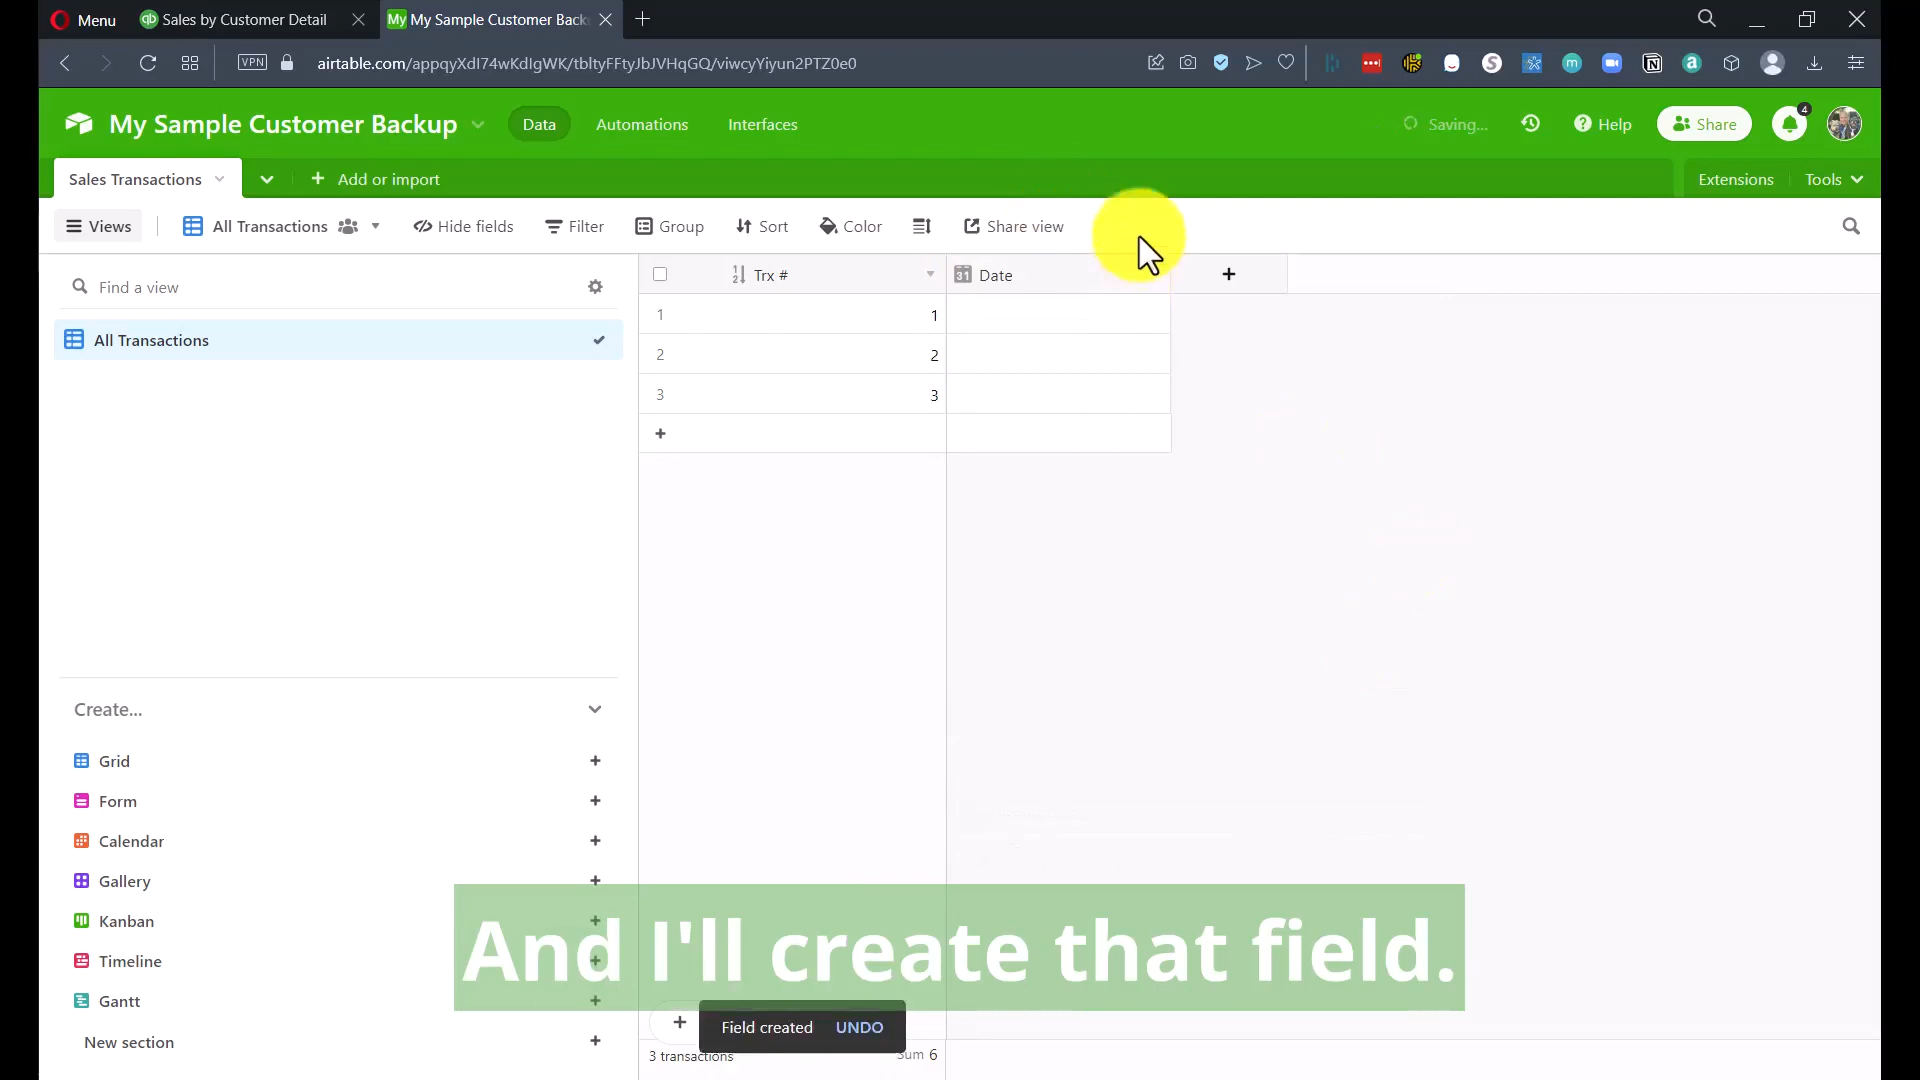 Menu
Sales by Customer Detail
My My Sample Customer Back
VPN
airtable.com/appqyXdI74wKdIgWK/tbltyFFtyJbJVHqGQ/viwcyYiyun2PTZ0e0
My Sample Customer Backup
Data
Automations
Interfaces
Saving...
Help
Share
4
Sales Transactions
Add or import
Extensions
Tools
Views
All Transactions
Hide fields
Filter
Group
Sort
Color
Share view
Find a view
Trx #
31 Date
All Transactions
1 1
2 2
3 3
Create...
Grid
Form
Calendar
Gallery
Kanban
Timeline
Gantt
New section
And I'll create that field.
Field created UNDO
3 transactions
Sum 6